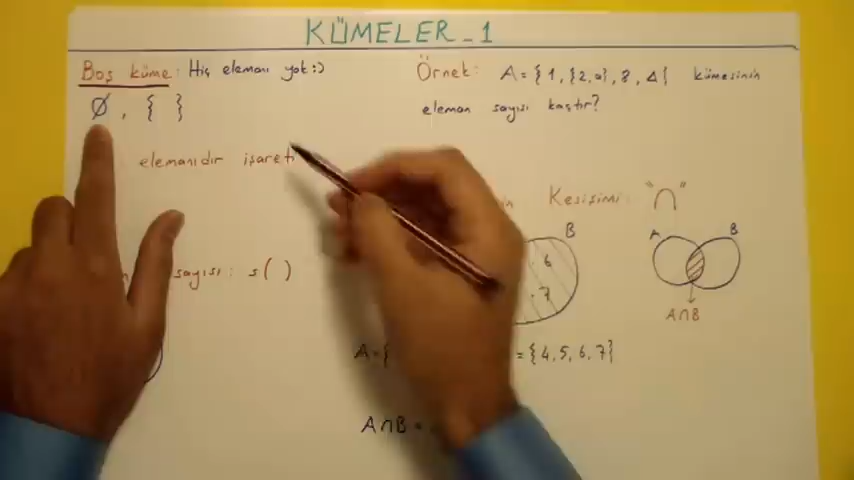 KÜMELER_1
Boş küme: Hiç elemanı yok:)
∅, { }
elemanıdır işareti
sayısı: s( )
Örnek: A={1,{2,a},8,Δ} kümesinin
eleman sayısı kaçtır?
Kesişimi: "∩"
B
6
.7
A B
A∩B
A={
={4,5,6,7}
A∩B=